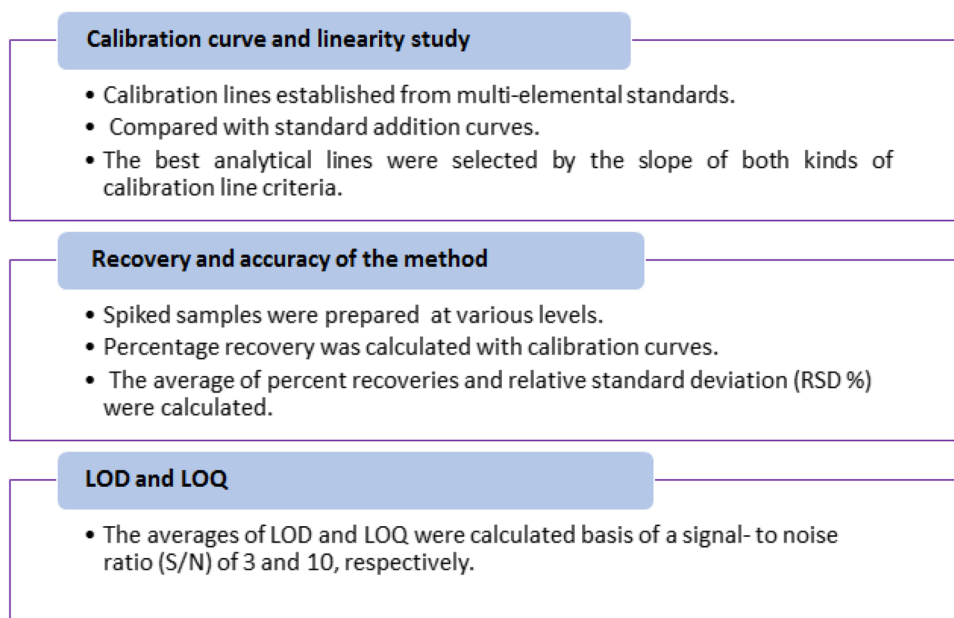 Calibration curve and linearity study
• Calibration lines established from multi-elemental standards.
• Compared with standard addition curves.
• The best analytical lines were selected by the slope of both kinds of
calibration line criteria.
Recovery and accuracy of the method
• Spiked samples were prepared at various levels.
• Percentage recovery was calculated with calibration curves.
• The average of percent recoveries and relative standard deviation (RSD %)
were calculated.
LOD and LOQ
• The averages of LOD and LOQ were calculated basis of a signal- to noise
ratio (S/N) of 3 and 10, respectively.